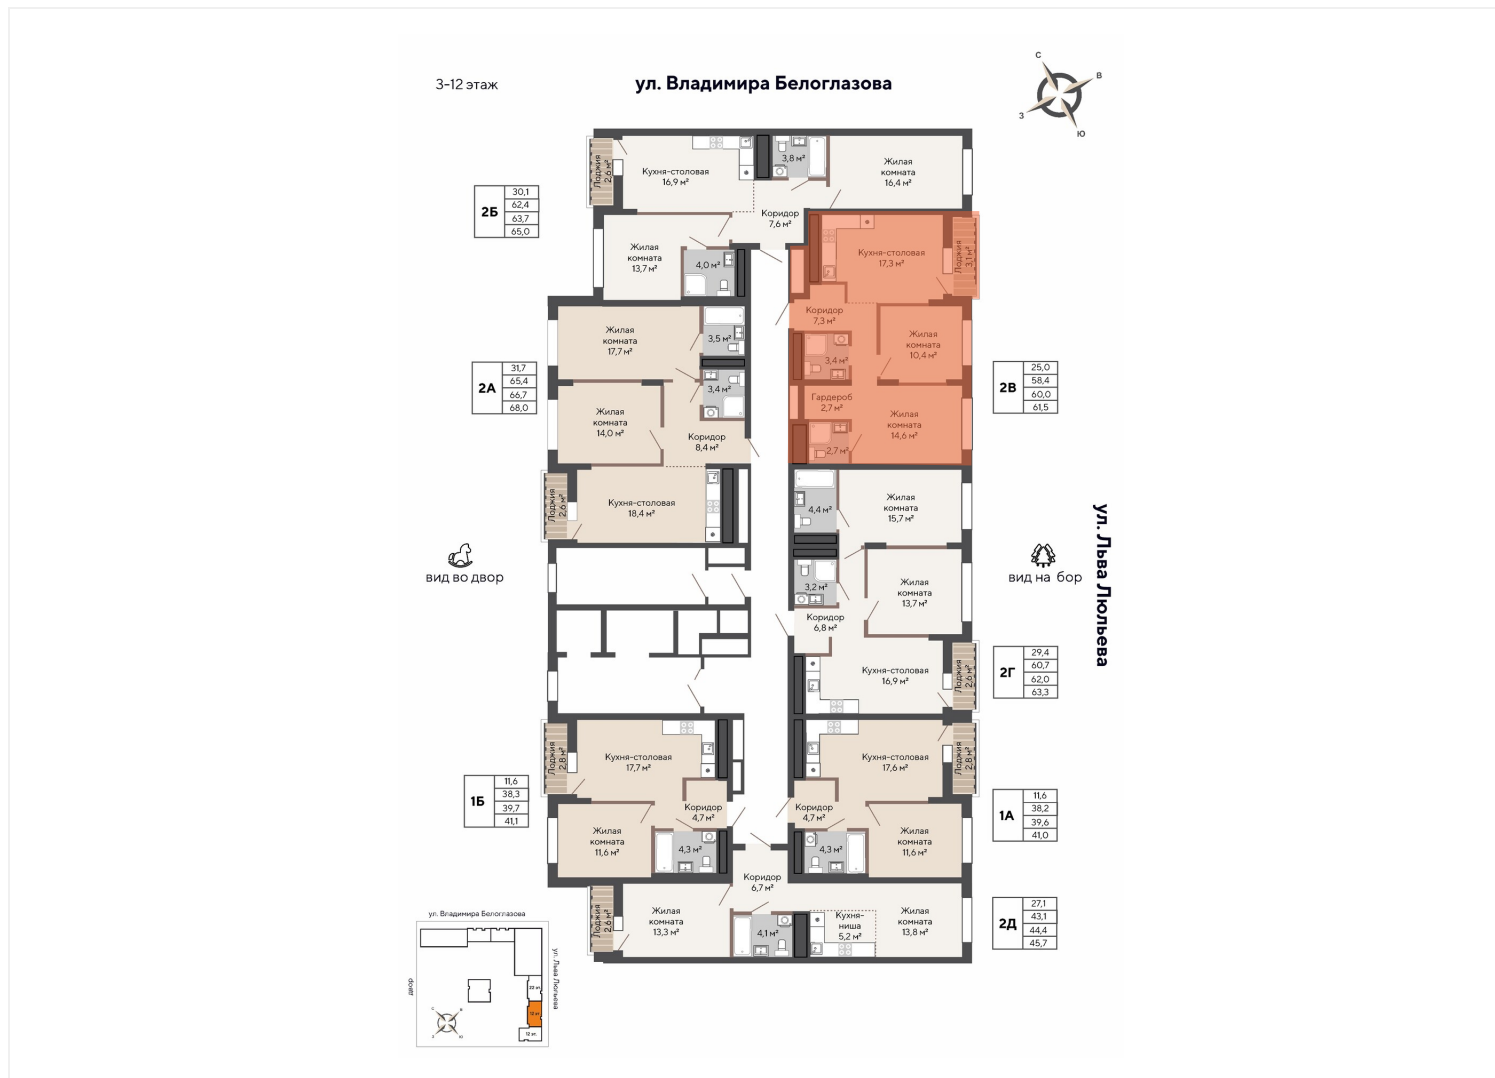 С
В
З
Ю
3-12 этаж
ул. Владимира Белоглазова
Лоджия
2,6 м²
Кухня-столовая
16,9 м²
3,8 м²
Жилая
комната
16,4 м²
2Б
30,1
62,4
63,7
65,0
Коридор
7,6 м²
Жилая
комната
13,7 м²
4,0 м²
Кухня-столовая
17,3 м²
Лоджия
3,1 м²
Коридор
7,3 м²
Жилая
комната
17,7 м²
3,5 м²
3,4 м²
Жилая
комната
10,4 м²
2А
31,7
65,4
66,7
68,0
3,4 м²
2В
25,0
58,4
60,0
61,5
Жилая
комната
14,0 м²
Гардероб
2,7 м²
Жилая
комната
14,6 м²
Коридор
8,4 м²
2,7 м²
Лоджия
2,6 м²
Кухня-столовая
18,4 м²
4,4 м²
Жилая
комната
15,7 м²
ул. Льва Люльева
вид во двор
вид на бор
3,2 м²
Жилая
комната
13,7 м²
Коридор
6,8 м²
Кухня-столовая
16,9 м²
Лоджия
2,6 м²
2Г
29,4
60,7
62,0
63,3
Лоджия
2,8 м²
Кухня-столовая
17,7 м²
Кухня-столовая
17,6 м²
Лоджия
2,8 м²
1Б
11,6
38,3
39,7
41,1
Коридор
4,7 м²
Коридор
4,7 м²
1А
11,6
38,2
39,6
41,0
Жилая
комната
11,6 м²
4,3 м²
4,3 м²
Жилая
комната
11,6 м²
Коридор
6,7 м²
Лоджия
2,6 м²
Жилая
комната
13,3 м²
4,1 м²
Кухня-
ниша
5,2 м²
Жилая
комната
13,8 м²
2Д
27,1
43,1
44,4
45,7
ул. Владимира Белоглазова
ул. Льва Люльева
двор
22 эт.
12 эт.
12 эт.
С
В
З
Ю